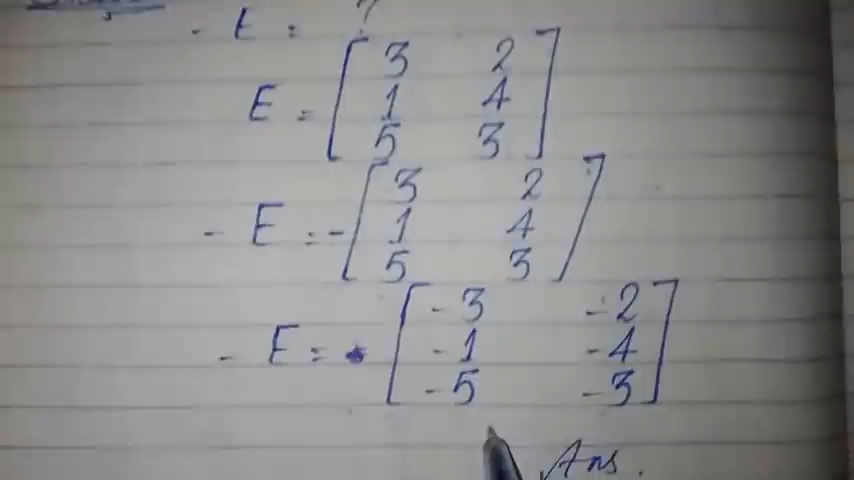 - E = ?
E = [ 3 2
1 4
5 3 ]
- E = - [ 3 2
1 4
5 3 ]
- E = [ -3 -2
-1 -4
-5 -3 ]
Ans.